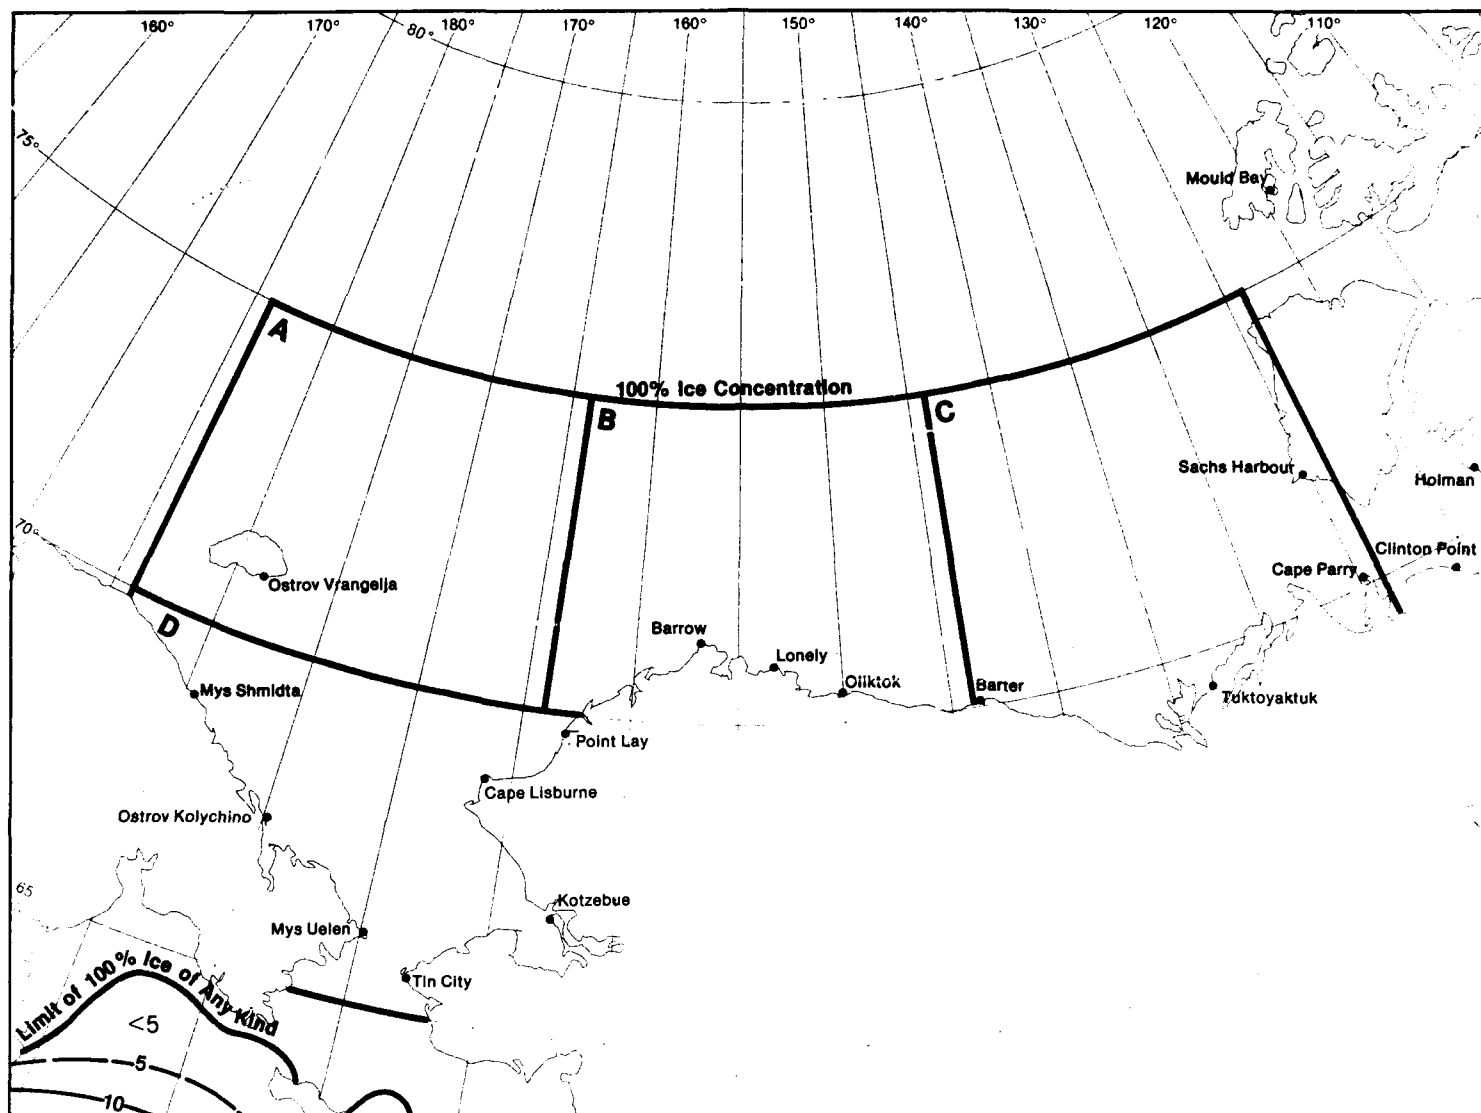 160°
170°
180°
170°
160°
150°
140°
130°
120°
110°
80°
75°
Mould Bay
A
100% Ice Concentration
B
C
Sachs Harbour
Holman
70°
Clinton Point
Ostrov Vrangelja
Cape Parry
D
Barrow
Lonely
Mys Shmidta
Oliktok
Barter
Tuktoyaktuk
Point Lay
Cape Lisburne
Ostrov Kolychino
65
Kotzebue
Mys Uelen
Tin City
Limit of 100% Ice of Any Kind
<5
5
10